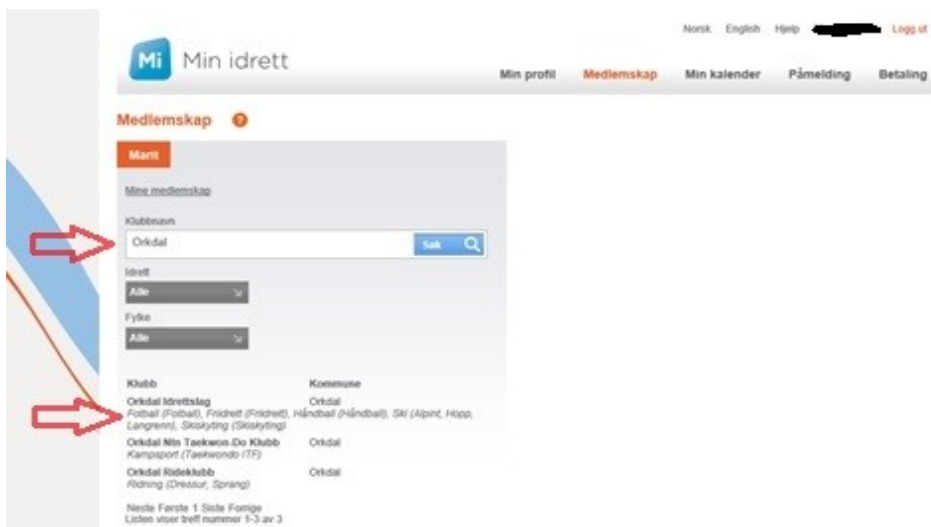 Norsk English Hjelp Logg ut
Mi Min idrett
Min profil Medlemskap Min kalender Påmelding Betaling
Medlemskap ?
Marit
Mine medlemskap
Klubbnavn
Orkdal Søk
Idrett
Alle
Fylke
Alle
Klubb Kommune
Orkdal Idrettslag Orkdal
Fotball (Fotball), Friidrett (Friidrett), Håndball (Håndball), Ski (Alpint, Hopp,
Langrenn), Skiskyting (Skiskyting)
Orkdal Ntn Taekwon-Do Klubb Orkdal
Kampsport (Taekwondo ITF)
Orkdal Rideklubb Orkdal
Ridning (Dressur, Sprang)
Neste Første 1 Siste Forrige
Listen viser treff nummer 1-3 av 3